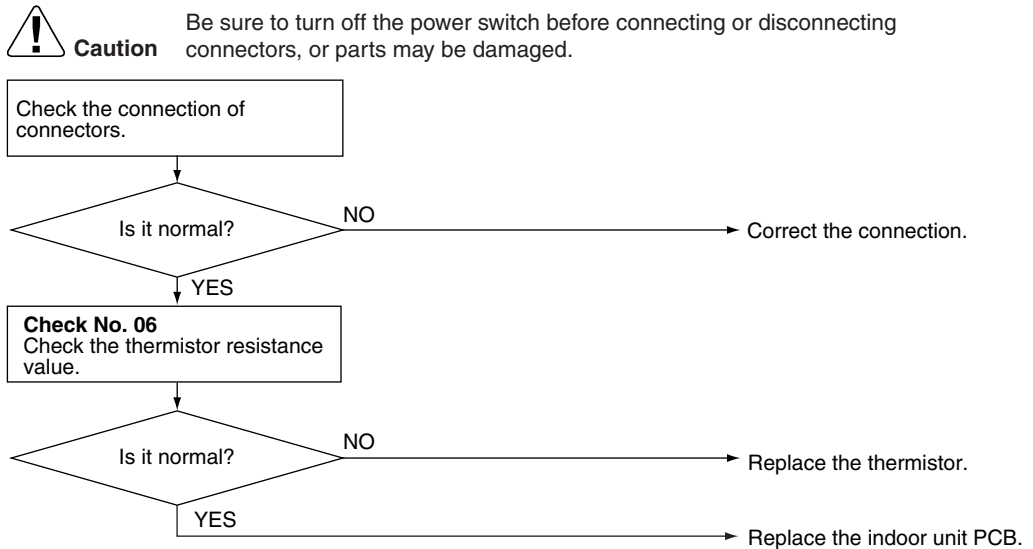 Be sure to turn off the power switch before connecting or disconnecting
Caution connectors, or parts may be damaged.
Check the connection of
connectors.
Is it normal?
NO
Correct the connection.
YES
Check No. 06
Check the thermistor resistance
value.
Is it normal?
NO
Replace the thermistor.
YES
Replace the indoor unit PCB.